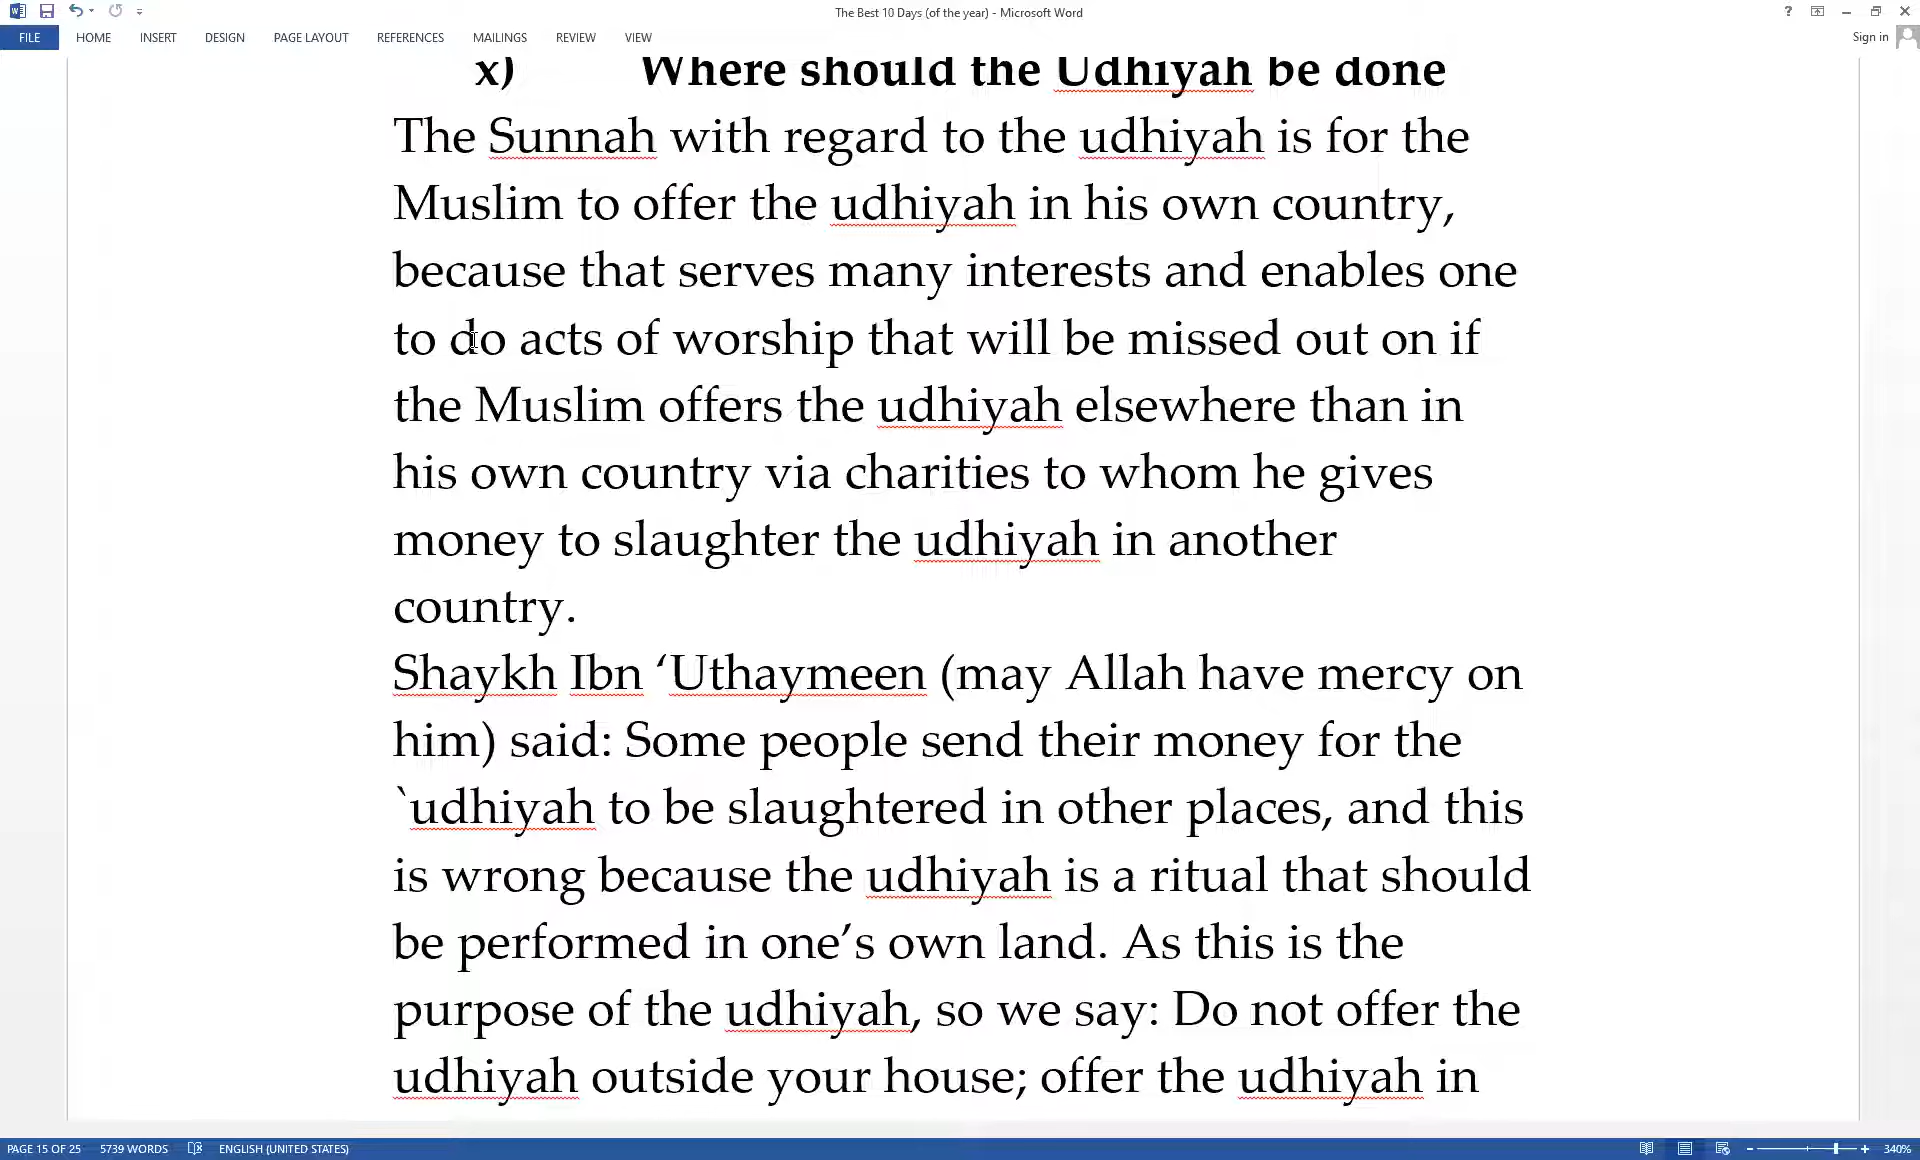 The Best 10 Days (of the year) - Microsoft Word
FILE HOME INSERT DESIGN PAGE LAYOUT REFERENCES MAILINGS REVIEW VIEW Sign in
x) Where should the Udhiyah be done
The Sunnah with regard to the udhiyah is for the
Muslim to offer the udhiyah in his own country,
because that serves many interests and enables one
to do acts of worship that will be missed out on if
the Muslim offers the udhiyah elsewhere than in
his own country via charities to whom he gives
money to slaughter the udhiyah in another
country.
Shaykh Ibn ‘Uthaymeen (may Allah have mercy on
him) said: Some people send their money for the
`udhiyah to be slaughtered in other places, and this
is wrong because the udhiyah is a ritual that should
be performed in one’s own land. As this is the
purpose of the udhiyah, so we say: Do not offer the
udhiyah outside your house; offer the udhiyah in
PAGE 15 OF 25 5739 WORDS ENGLISH (UNITED STATES) 340%